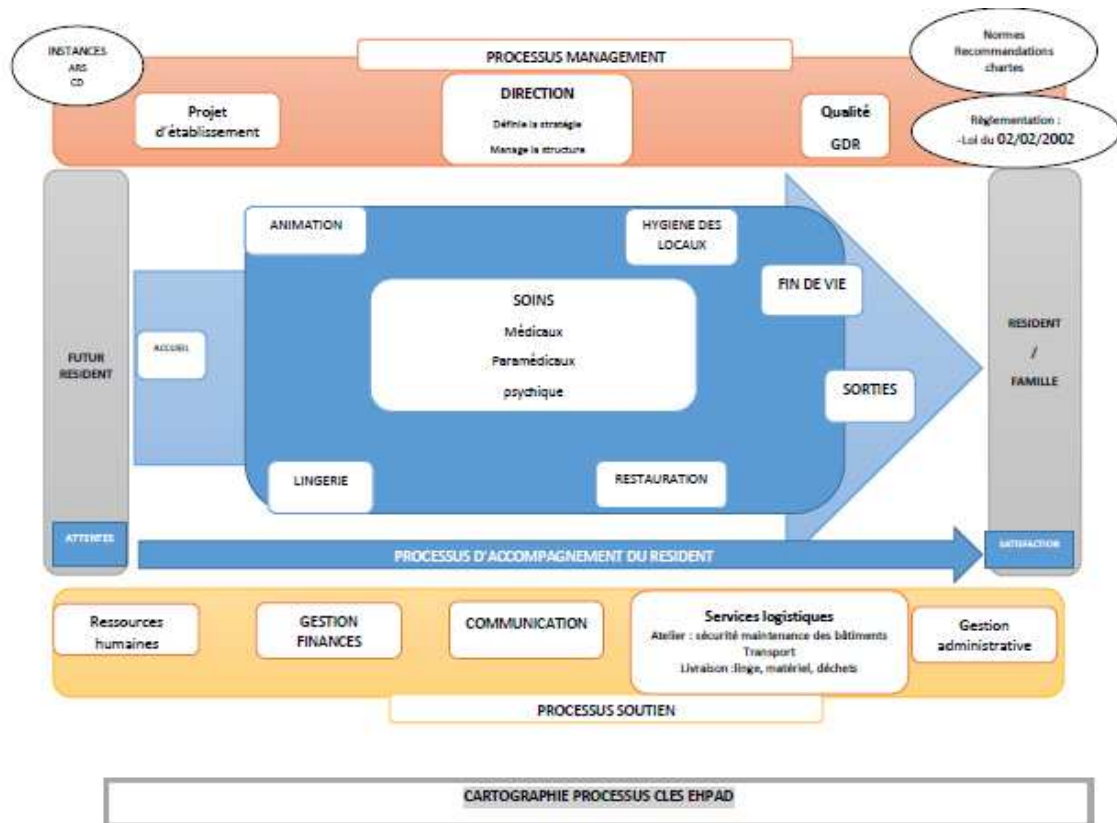 INSTANCES
ARS
CD
PROCESSUS MANAGEMENT
Normes
Recommandations
chartes
Projet
d'établissement
DIRECTION
Définie la stratégie
Manage la structure
Qualité
GDR
Règlementation :
-Loi du 02/02/2002
FUTUR
RESIDENT
ATTENTES
ACCUEIL
ANIMATION
HYGIENE DES
LOCAUX
SOINS
Médicaux
Paramédicaux
psychique
FIN DE VIE
SORTIES
LINGERIE
RESTAURATION
RESIDENT
/
FAMILLE
SATISFACTION
PROCESSUS D'ACCOMPAGNEMENT DU RESIDENT
Ressources
humaines
GESTION
FINANCES
COMMUNICATION
Services logistiques
Atelier : sécurité maintenance des bâtiments
Transport
Livraison :linge, matériel, déchets
Gestion
administrative
PROCESSUS SOUTIEN
CARTOGRAPHIE PROCESSUS CLES EHPAD